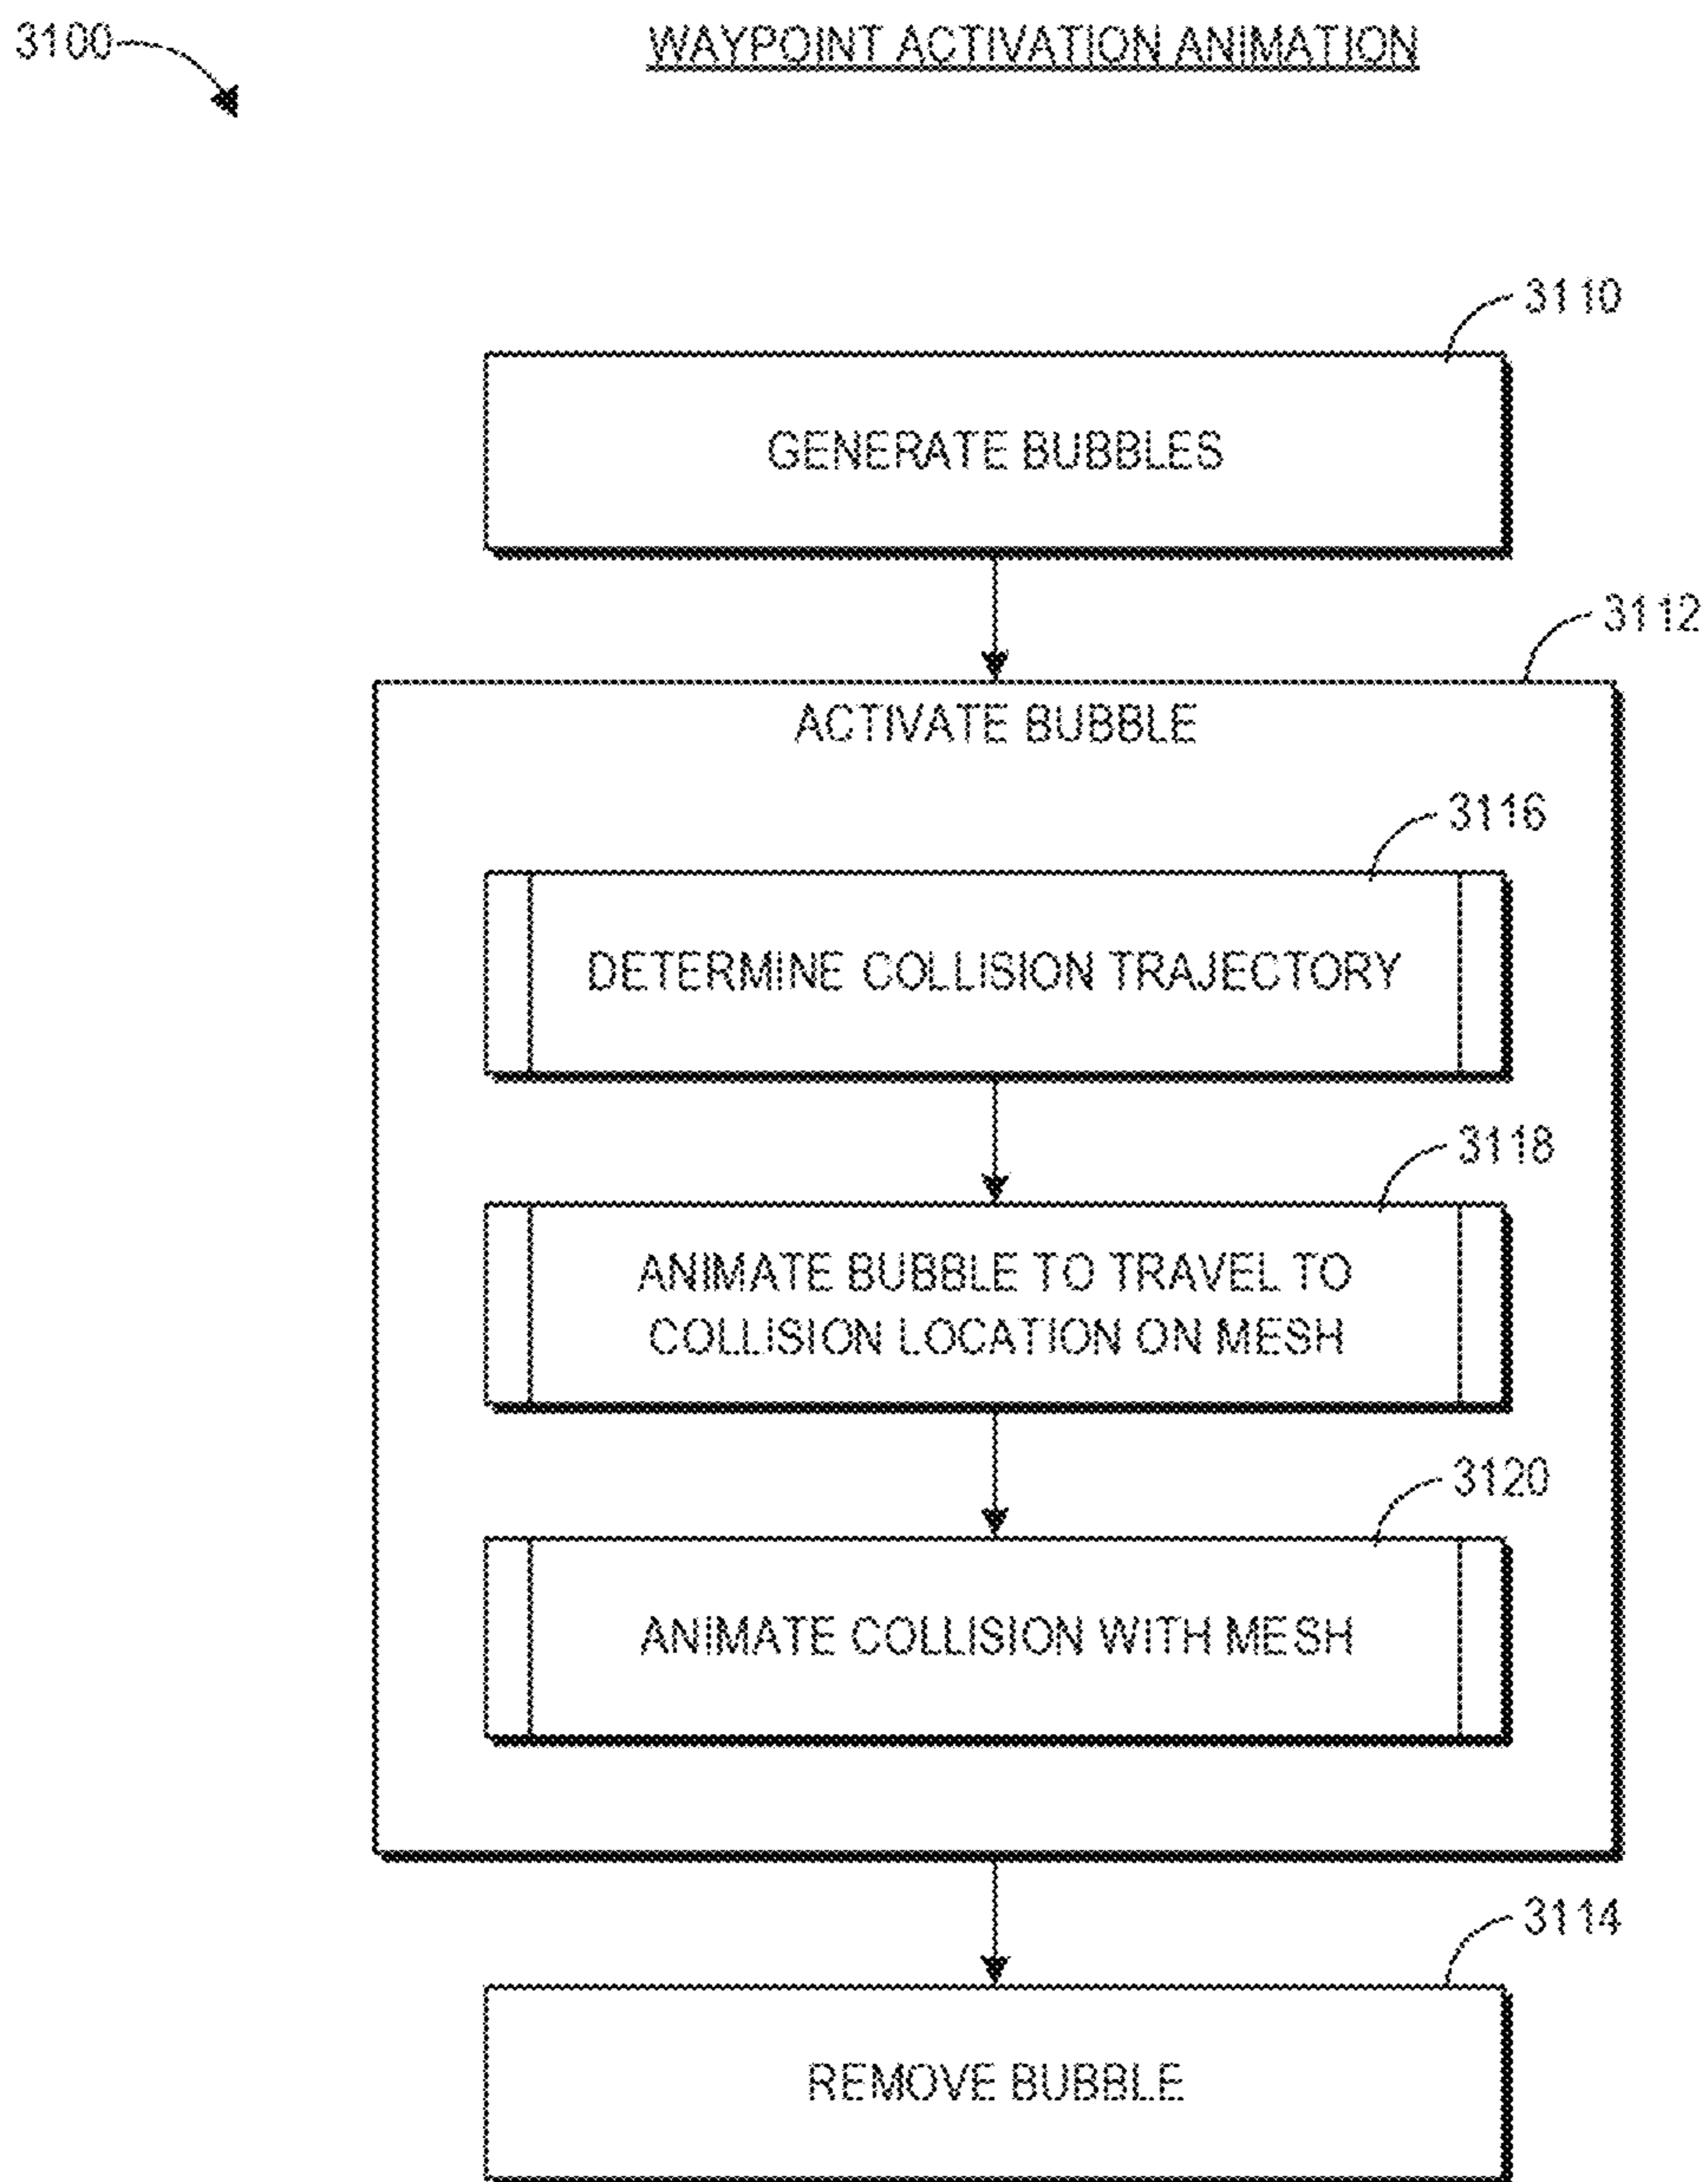 3100
WAYPOINT ACTIVATION ANIMATION
3110
GENERATE BUBBLES
3112
ACTIVATE BUBBLE
3116
DETERMINE COLLISION TRAJECTORY
3118
ANIMATE BUBBLE TO TRAVEL TO
COLLISION LOCATION ON MESH
3120
ANIMATE COLLISION WITH MESH
3114
REMOVE BUBBLE